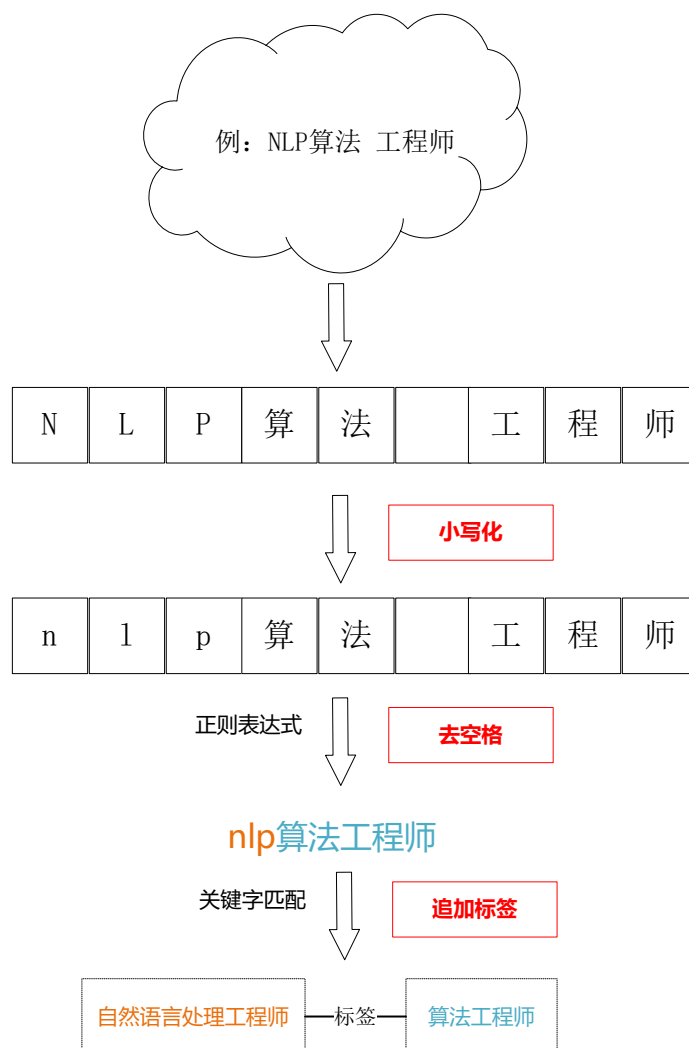 例：NLP算法 工程师
N L P 算 法 工 程 师
小写化
n l p 算 法 工 程 师
正则表达式 去空格
nlp算法工程师
关键字匹配 追加标签
自然语言处理工程师 标签 算法工程师